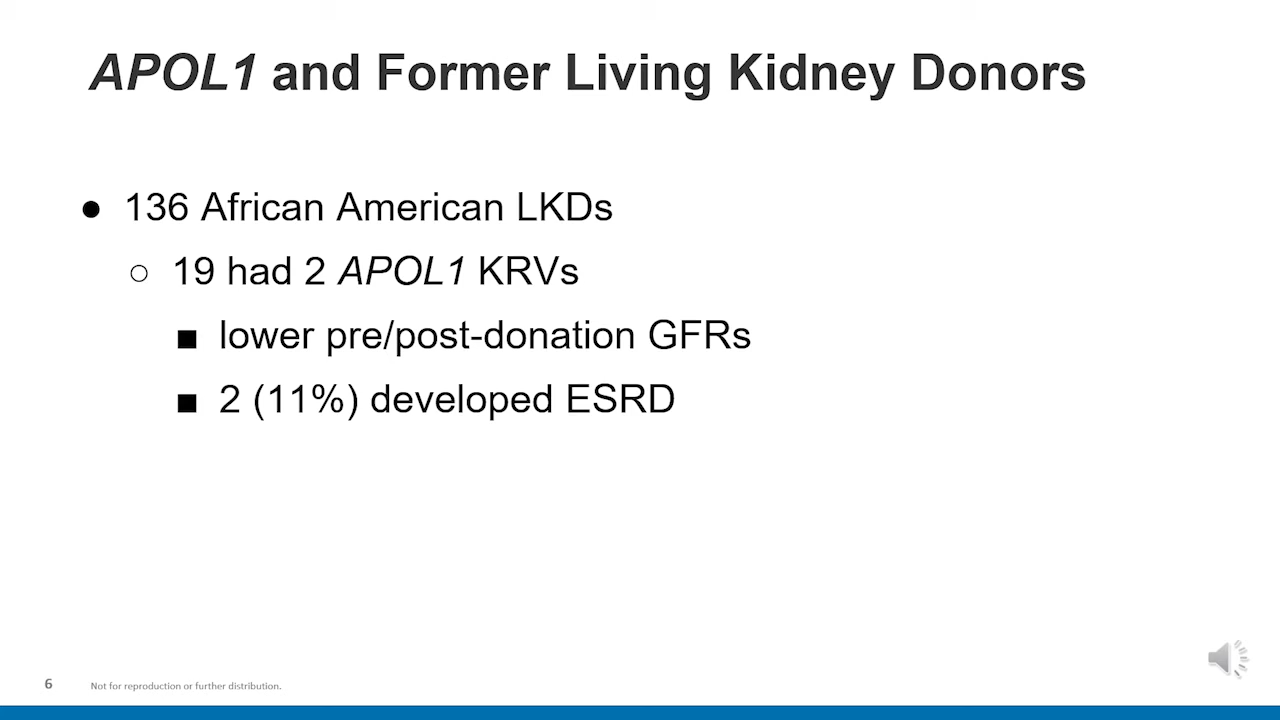 APOL1 and Former Living Kidney Donors
● 136 African American LKDs
○ 19 had 2 APOL1 KRVs
■ lower pre/post-donation GFRs
■ 2 (11%) developed ESRD
6 Not for reproduction or further distribution.